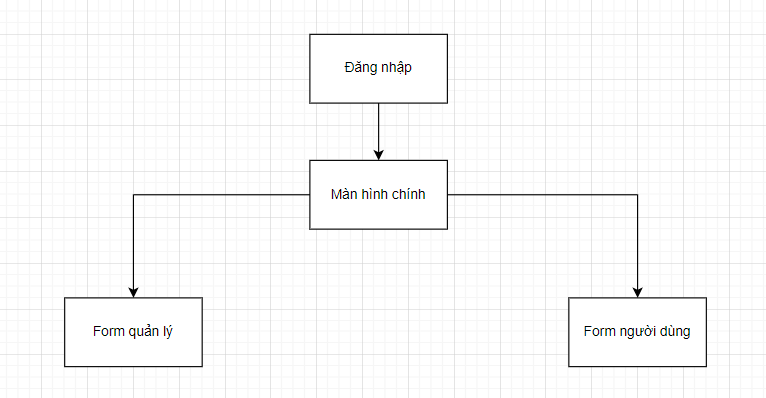 Đăng nhập
Màn hình chính
Form quản lý
Form người dùng